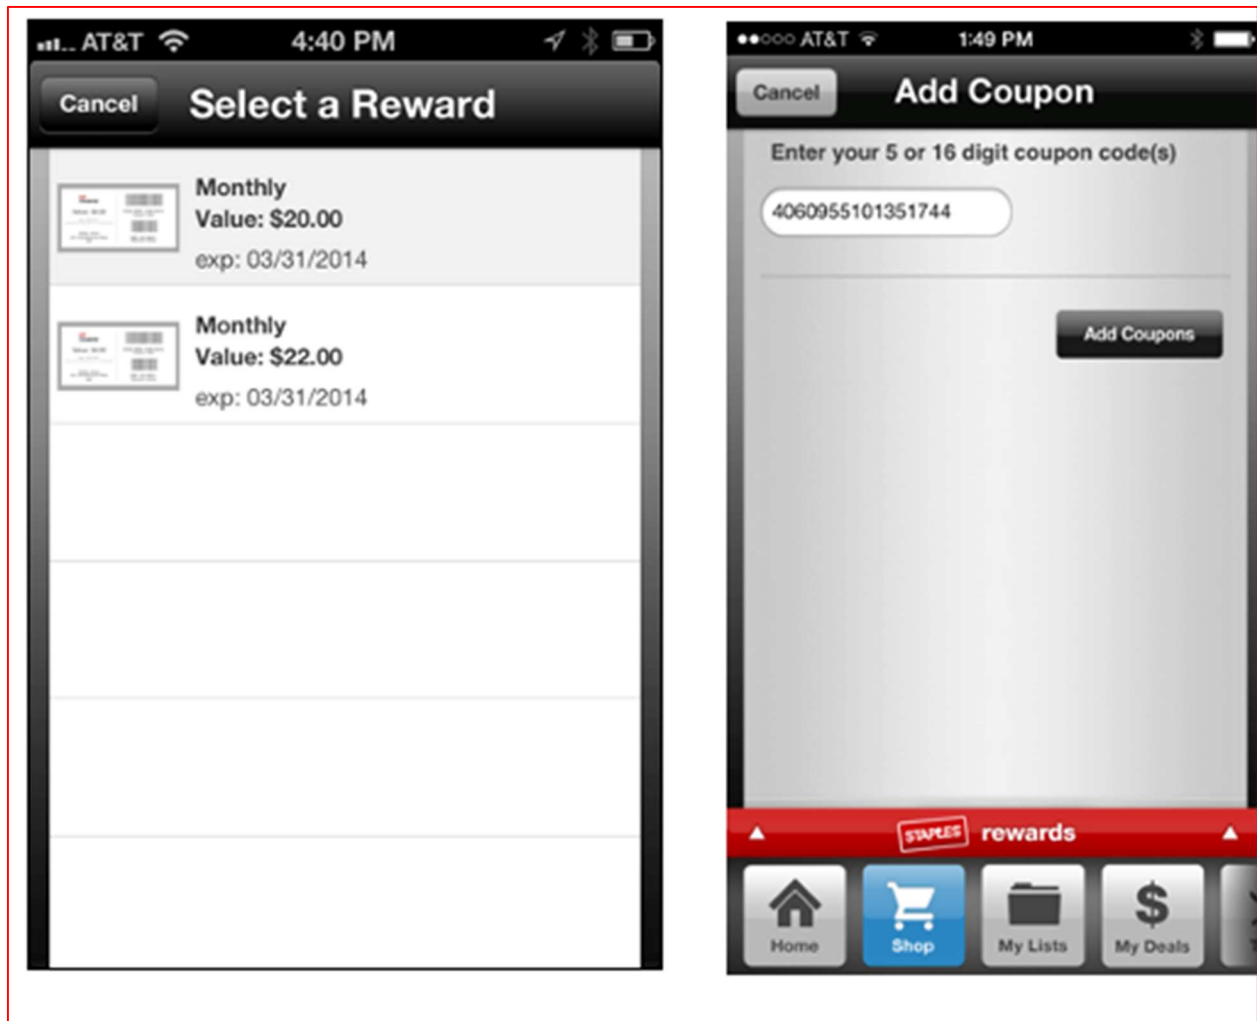 AT&T 4:40 PM
Cancel Select a Reward
Monthly
Value: $20.00
exp: 03/31/2014
Monthly
Value: $22.00
exp: 03/31/2014
AT&T 1:49 PM
Cancel Add Coupon
Enter your 5 or 16 digit coupon code(s)
4060955101351744
Add Coupons
STAPLES rewards
Home Shop My Lists My Deals